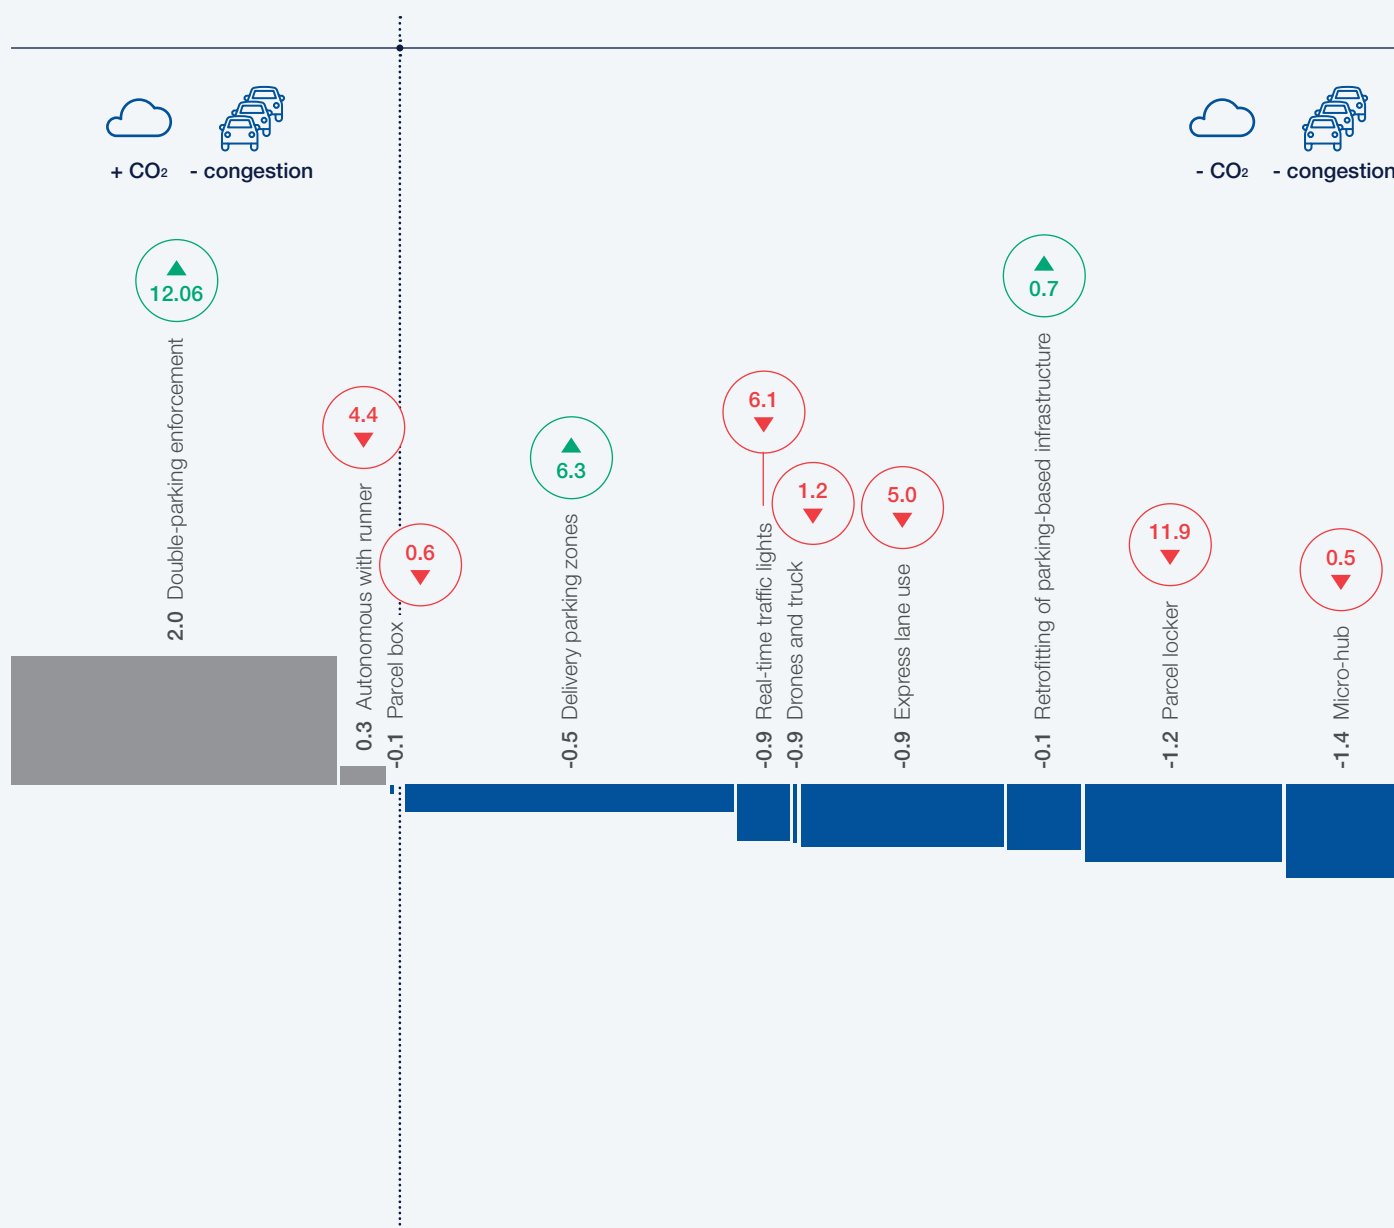 + CO2 - congestion
- CO2 - congestion
12.06
2.0 Double-parking enforcement
4.4
0.3 Autonomous with runner
0.6
-0.1 Parcel box
6.3
-0.5 Delivery parking zones
6.1
-0.9 Real-time traffic lights
1.2
-0.9 Drones and truck
5.0
-0.9 Express lane use
0.7
-0.1 Retrofitting of parking-based infrastructure
11.9
-1.2 Parcel locker
0.5
-1.4 Micro-hub